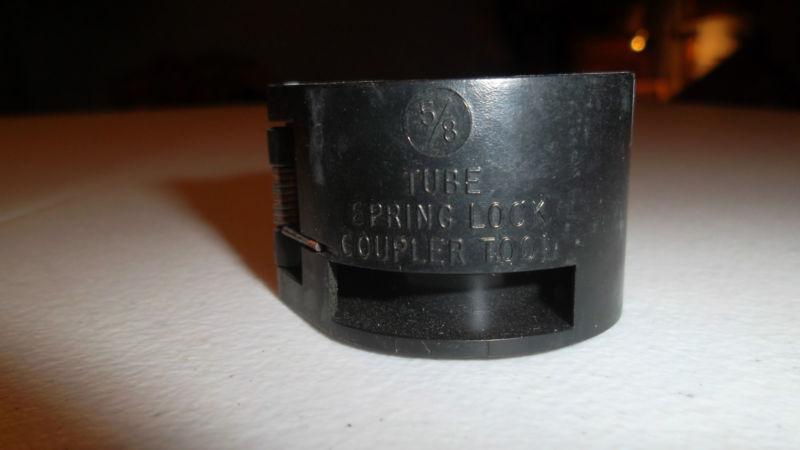 5/8
TUBE
SPRING LOCK
COUPLER TOOL